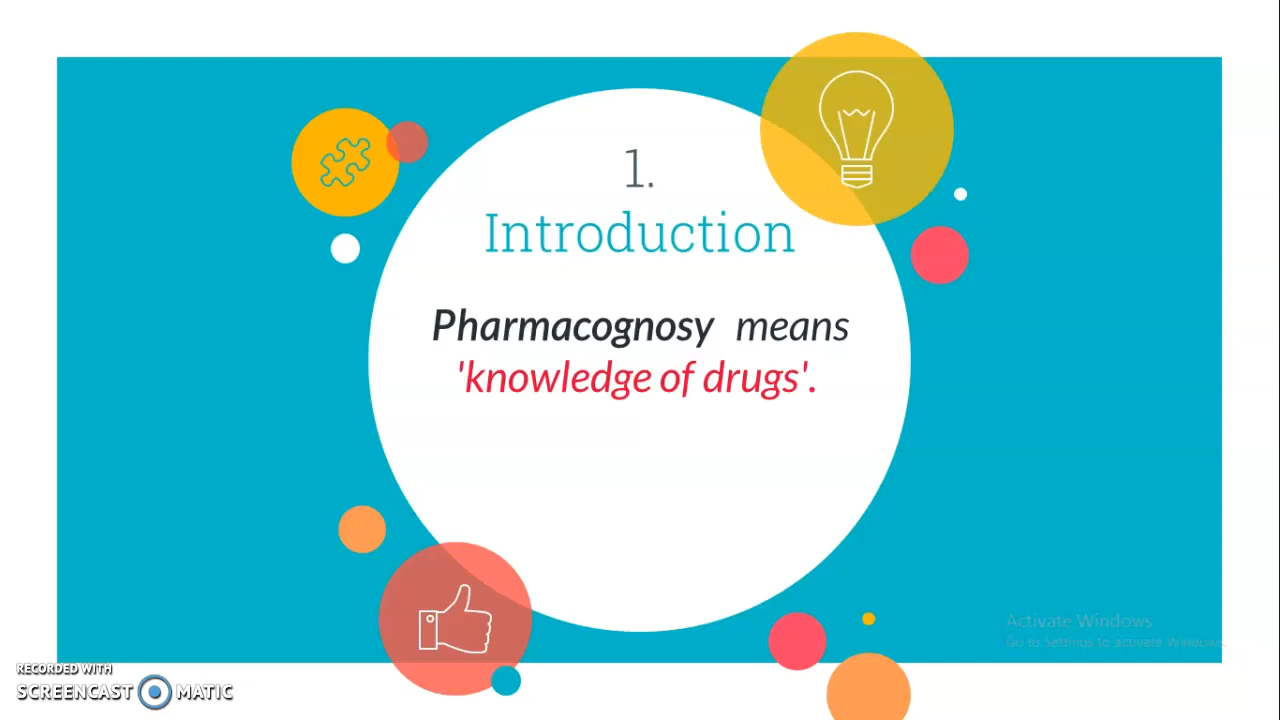 1.
Introduction
Pharmacognosy means
'knowledge of drugs'.
Activate Windows
Go to Settings to activate Windows.
RECORDED WITH
SCREENCAST MATIC